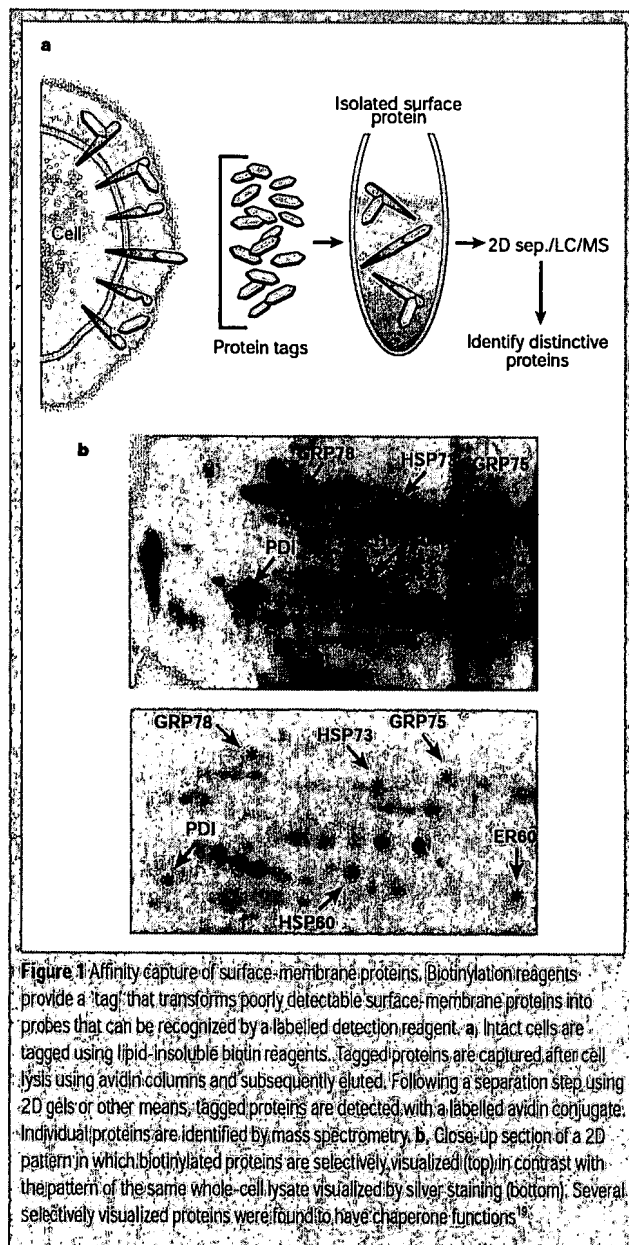 a
Isolated surface
protein
Cell
2D sep./LC/MS
Protein tags
Identify distinctive
proteins
b
GRP78
HSP73
GRP75
PDI
GRP78
HSP73
GRP75
PDI
ER60
HSP60
Figure 1 Affinity capture of surface-membrane proteins. Biotinylation reagents
provide a 'tag' that transforms poorly detectable surface-membrane proteins into
probes that can be recognized by a labelled detection reagent. a, Intact cells are
tagged using lipid-insoluble biotin reagents. Tagged proteins are captured after cell
lysis using avidin columns and subsequently eluted. Following a separation step using
2D gels or other means, tagged proteins are detected with a labelled avidin conjugate.
Individual proteins are identified by mass spectrometry. b, Close-up section of a 2D
pattern in which biotinylated proteins are selectively visualized (top) in contrast with
the pattern of the same whole-cell lysate visualized by silver staining (bottom). Several
selectively visualized proteins were found to have chaperone functions